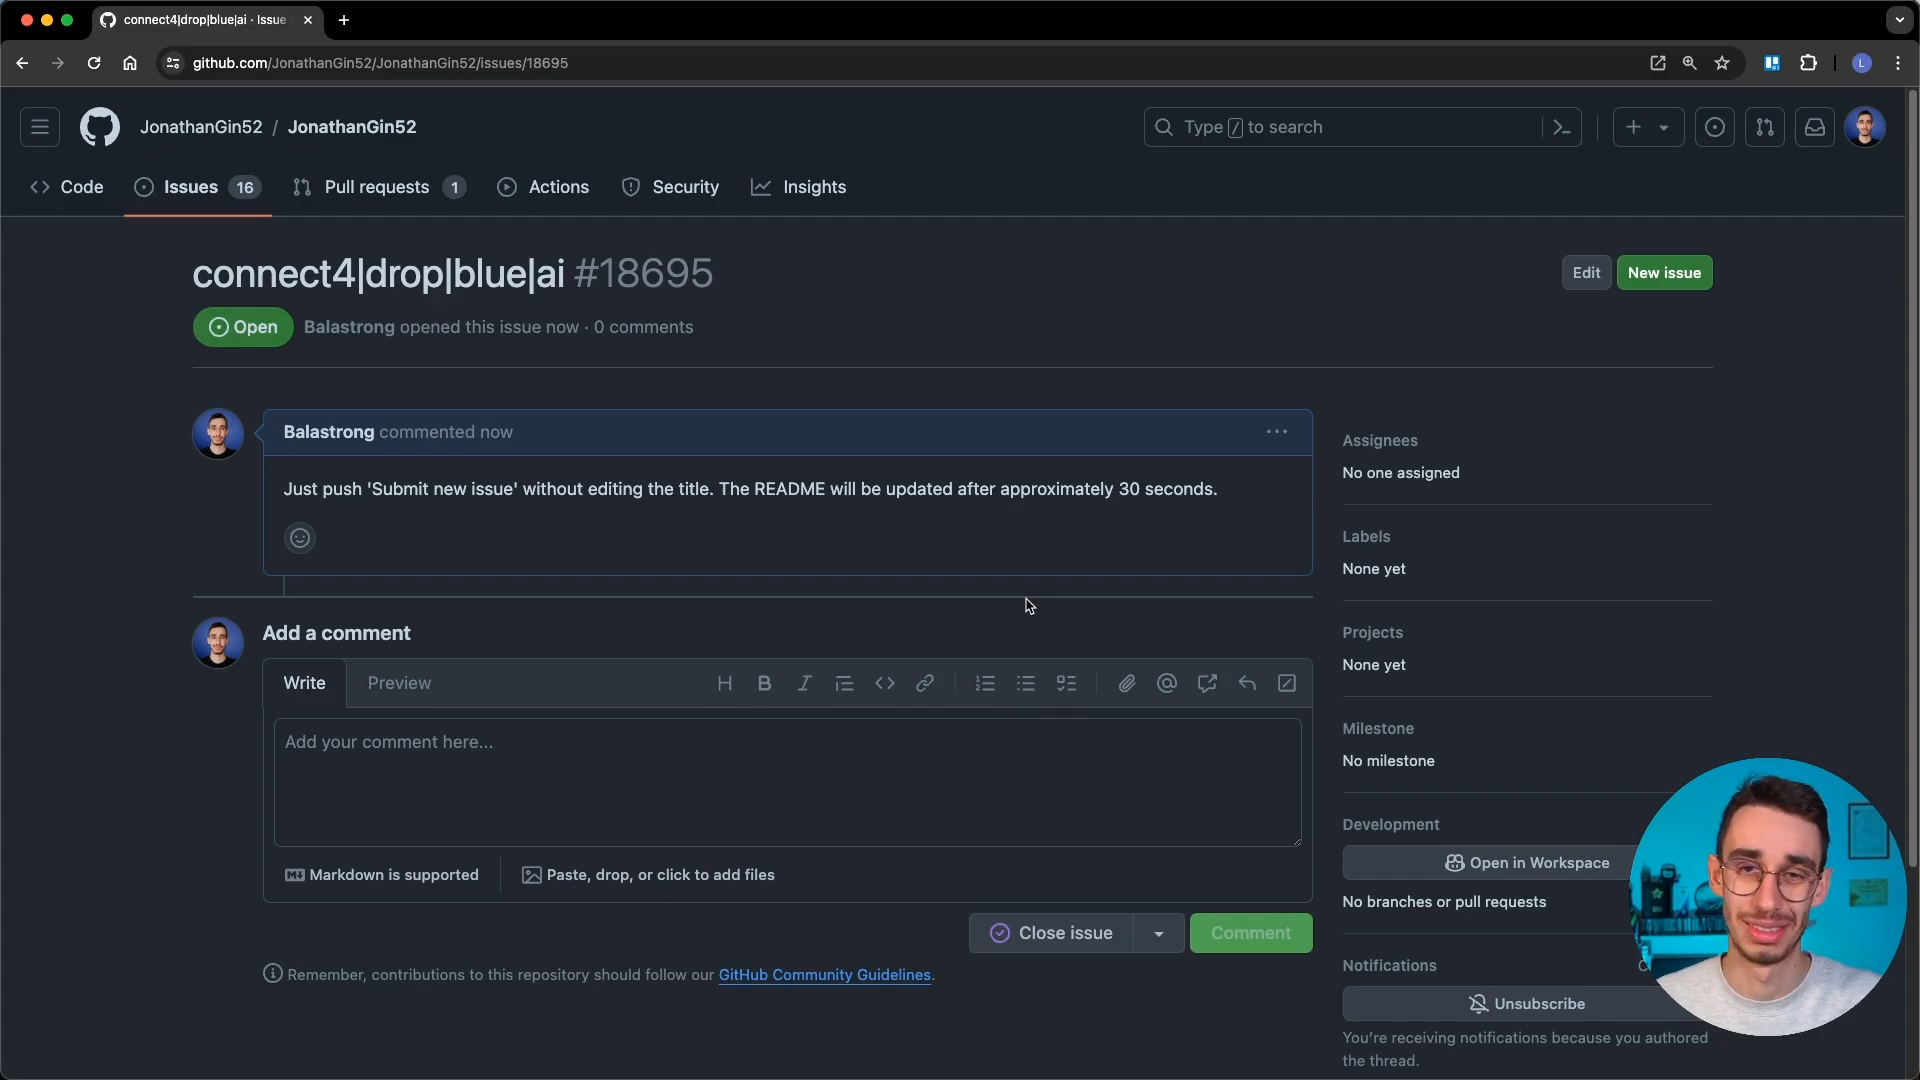 connect4|drop|blue|ai · Issue
github.com/JonathanGin52/JonathanGin52/issues/18695
L
JonathanGin52 / JonathanGin52
Type / to search
Code
Issues 16
Pull requests 1
Actions
Security
Insights
connect4|drop|blue|ai #18695
Edit
New issue
Open
Balastrong opened this issue now · 0 comments
Balastrong commented now
Just push 'Submit new issue' without editing the title. The README will be updated after approximately 30 seconds.
Add a comment
Write
Preview
Add your comment here...
Markdown is supported
Paste, drop, or click to add files
Close issue
Comment
Remember, contributions to this repository should follow our GitHub Community Guidelines.
Assignees
No one assigned
Labels
None yet
Projects
None yet
Milestone
No milestone
Development
Open in Workspace
No branches or pull requests
Notifications
Unsubscribe
You're receiving notifications because you authored
the thread.